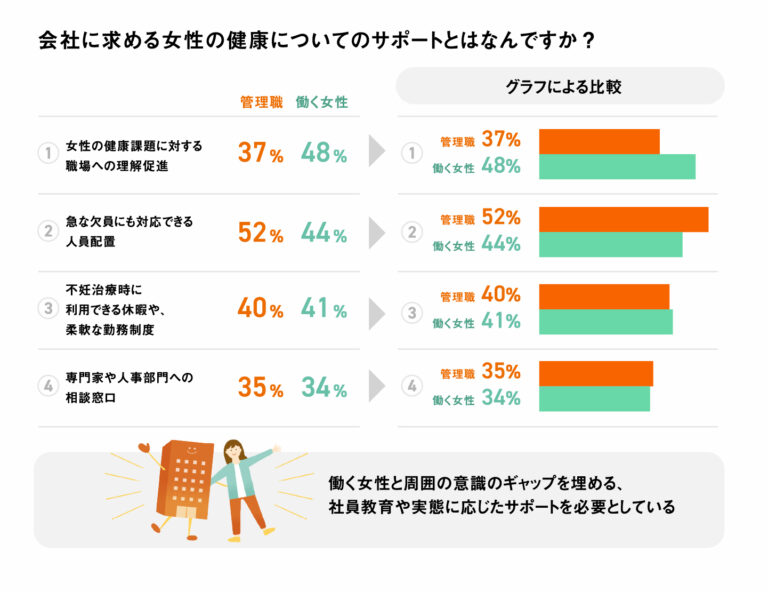 会社に求める女性の健康についてのサポートとはなんですか？
管理職 働く女性
① 女性の健康課題に対する
職場への理解促進
37% 48%
② 急な欠員にも対応できる
人員配置
52% 44%
③ 不妊治療時に
利用できる休暇や、
柔軟な勤務制度
40% 41%
④ 専門家や人事部門への
相談窓口
35% 34%
グラフによる比較
① 管理職 37%
働く女性 48%
② 管理職 52%
働く女性 44%
③ 管理職 40%
働く女性 41%
④ 管理職 35%
働く女性 34%
働く女性と周囲の意識のギャップを埋める、
社員教育や実態に応じたサポートを必要としている